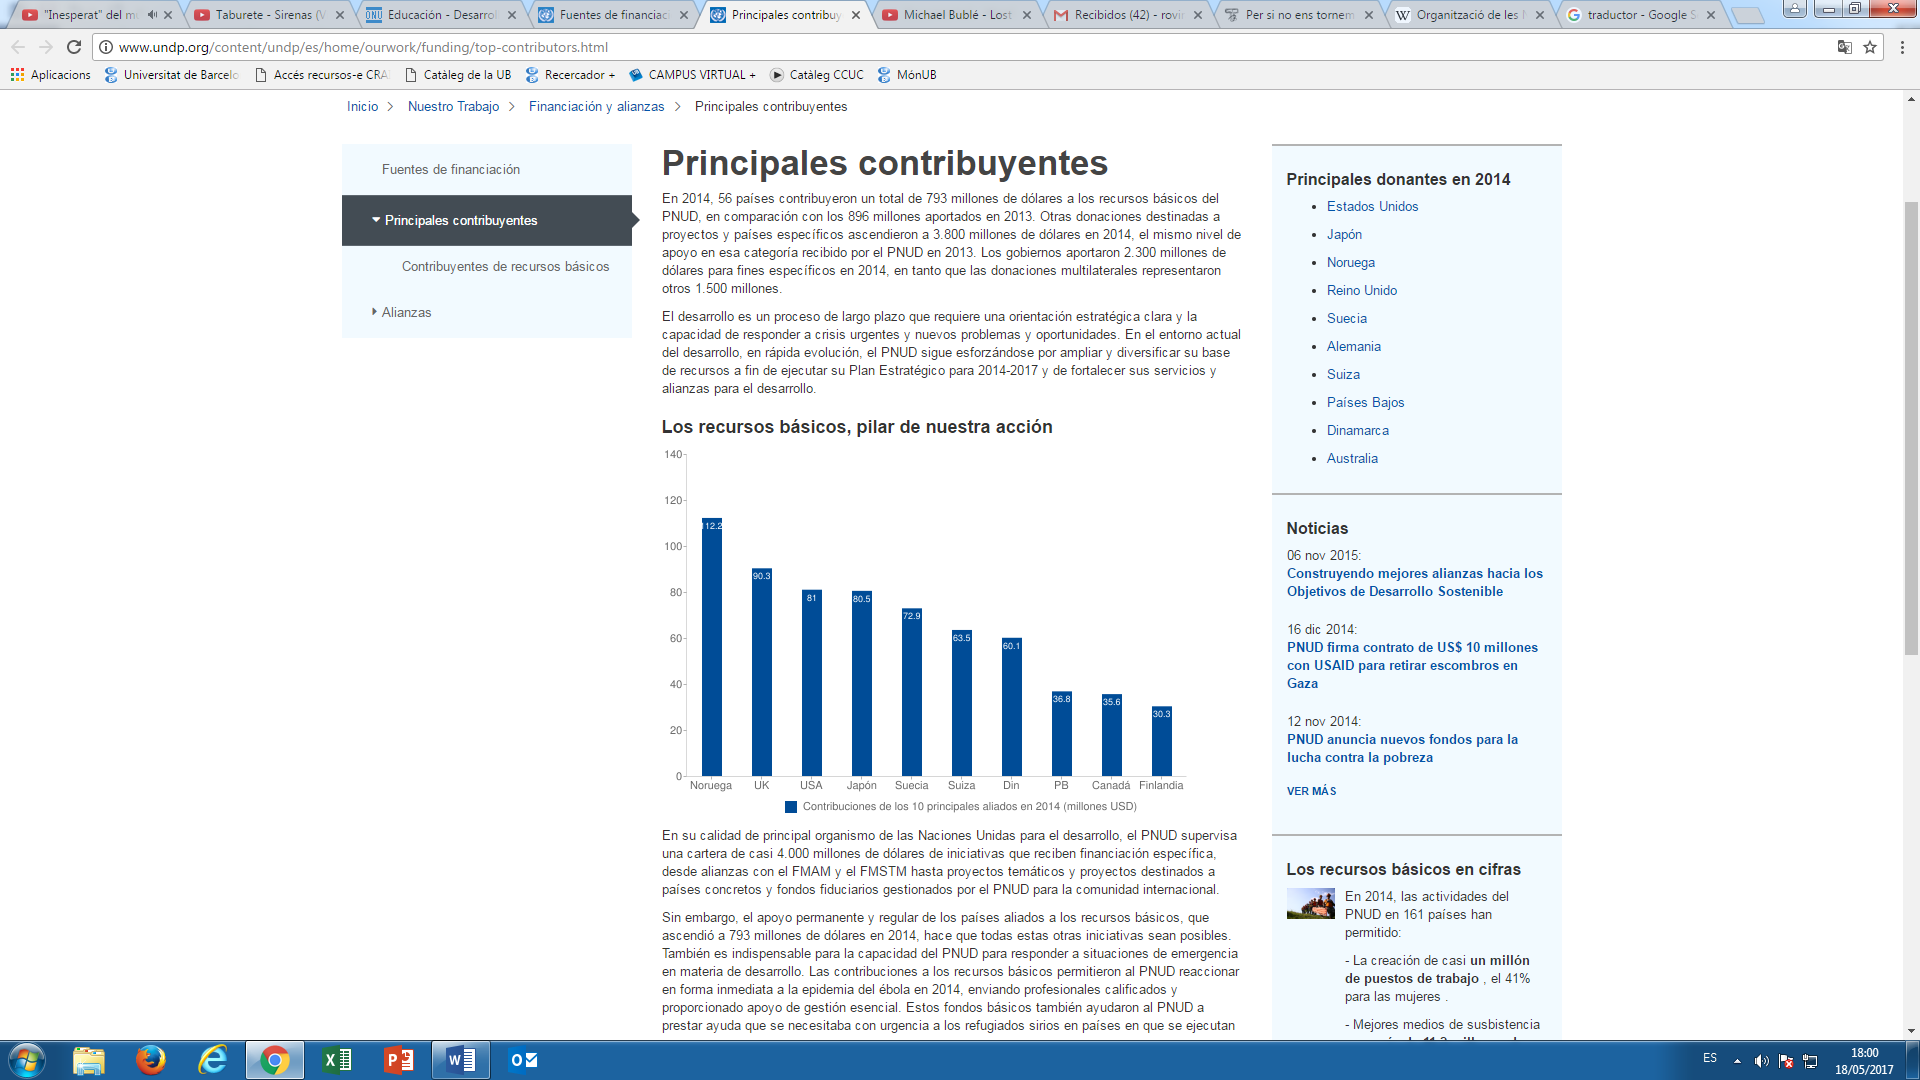 "Inesperat" del mi
Taburete - Sirenas (V
Educación - Desarrol
Fuentes de financiaci
Principales contribuy
Michael Bublé - Lost
Recibidos (42) - rovi
Per si no ens tornem
Organització de les
traductor - Google S
www.undp.org/content/undp/es/home/ourwork/funding/top-contributors.html
Aplicacions
Universitat de Barcelo
Accés recursos-e CRA
Catàleg de la UB
Recercador +
CAMPUS VIRTUAL +
Catàleg CCUC
MónUB
Inicio > Nuestro Trabajo > Financiación y alianzas > Principales contribuyentes
Fuentes de financiación
Principales contribuyentes
Contribuyentes de recursos básicos
Alianzas
Principales contribuyentes
En 2014, 56 países contribuyeron un total de 793 millones de dólares a los recursos básicos del
PNUD, en comparación con los 896 millones aportados en 2013. Otras donaciones destinadas a
proyectos y países específicos ascendieron a 3.800 millones de dólares en 2014, el mismo nivel de
apoyo en esa categoría recibido por el PNUD en 2013. Los gobiernos aportaron 2.300 millones de
dólares para fines específicos en 2014, en tanto que las donaciones multilaterales representaron
otros 1.500 millones.
El desarrollo es un proceso de largo plazo que requiere una orientación estratégica clara y la
capacidad de responder a crisis urgentes y nuevos problemas y oportunidades. En el entorno actual
del desarrollo, en rápida evolución, el PNUD sigue esforzándose por ampliar y diversificar su base
de recursos a fin de ejecutar su Plan Estratégico para 2014-2017 y de fortalecer sus servicios y
alianzas para el desarrollo.
Los recursos básicos, pilar de nuestra acción
140
120
100
80
60
40
20
0
112.2
90.3
81
80.5
72.9
63.5
60.1
36.8
35.6
30.3
Noruega UK USA Japón Suecia Suiza Din PB Canadá Finlandia
Contribuciones de los 10 principales aliados en 2014 (millones USD)
En su calidad de principal organismo de las Naciones Unidas para el desarrollo, el PNUD supervisa
una cartera de casi 4.000 millones de dólares de iniciativas que reciben financiación específica,
desde alianzas con el FMAM y el FMSTM hasta proyectos temáticos y proyectos destinados a
países concretos y fondos fiduciarios gestionados por el PNUD para la comunidad internacional.
Sin embargo, el apoyo permanente y regular de los países aliados a los recursos básicos, que
ascendió a 793 millones de dólares en 2014, hace que todas estas otras iniciativas sean posibles.
También es indispensable para la capacidad del PNUD para responder a situaciones de emergencia
en materia de desarrollo. Las contribuciones a los recursos básicos permitieron al PNUD reaccionar
en forma inmediata a la epidemia del ébola en 2014, enviando profesionales calificados y
proporcionado apoyo de gestión esencial. Estos fondos básicos también ayudaron al PNUD a
prestar ayuda que se necesitaba con urgencia a los refugiados sirios en países en que se ejecutan
Principales donantes en 2014
Estados Unidos
Japón
Noruega
Reino Unido
Suecia
Alemania
Suiza
Países Bajos
Dinamarca
Australia
Noticias
06 nov 2015:
Construyendo mejores alianzas hacia los
Objetivos de Desarrollo Sostenible
16 dic 2014:
PNUD firma contrato de US$ 10 millones
con USAID para retirar escombros en
Gaza
12 nov 2014:
PNUD anuncia nuevos fondos para la
lucha contra la pobreza
VER MÁS
Los recursos básicos en cifras
En 2014, las actividades del
PNUD en 161 países han
permitido:
- La creación de casi un millón
de puestos de trabajo , el 41%
para las mujeres .
- Mejores medios de susbistencia
ES
18:00
18/05/2017